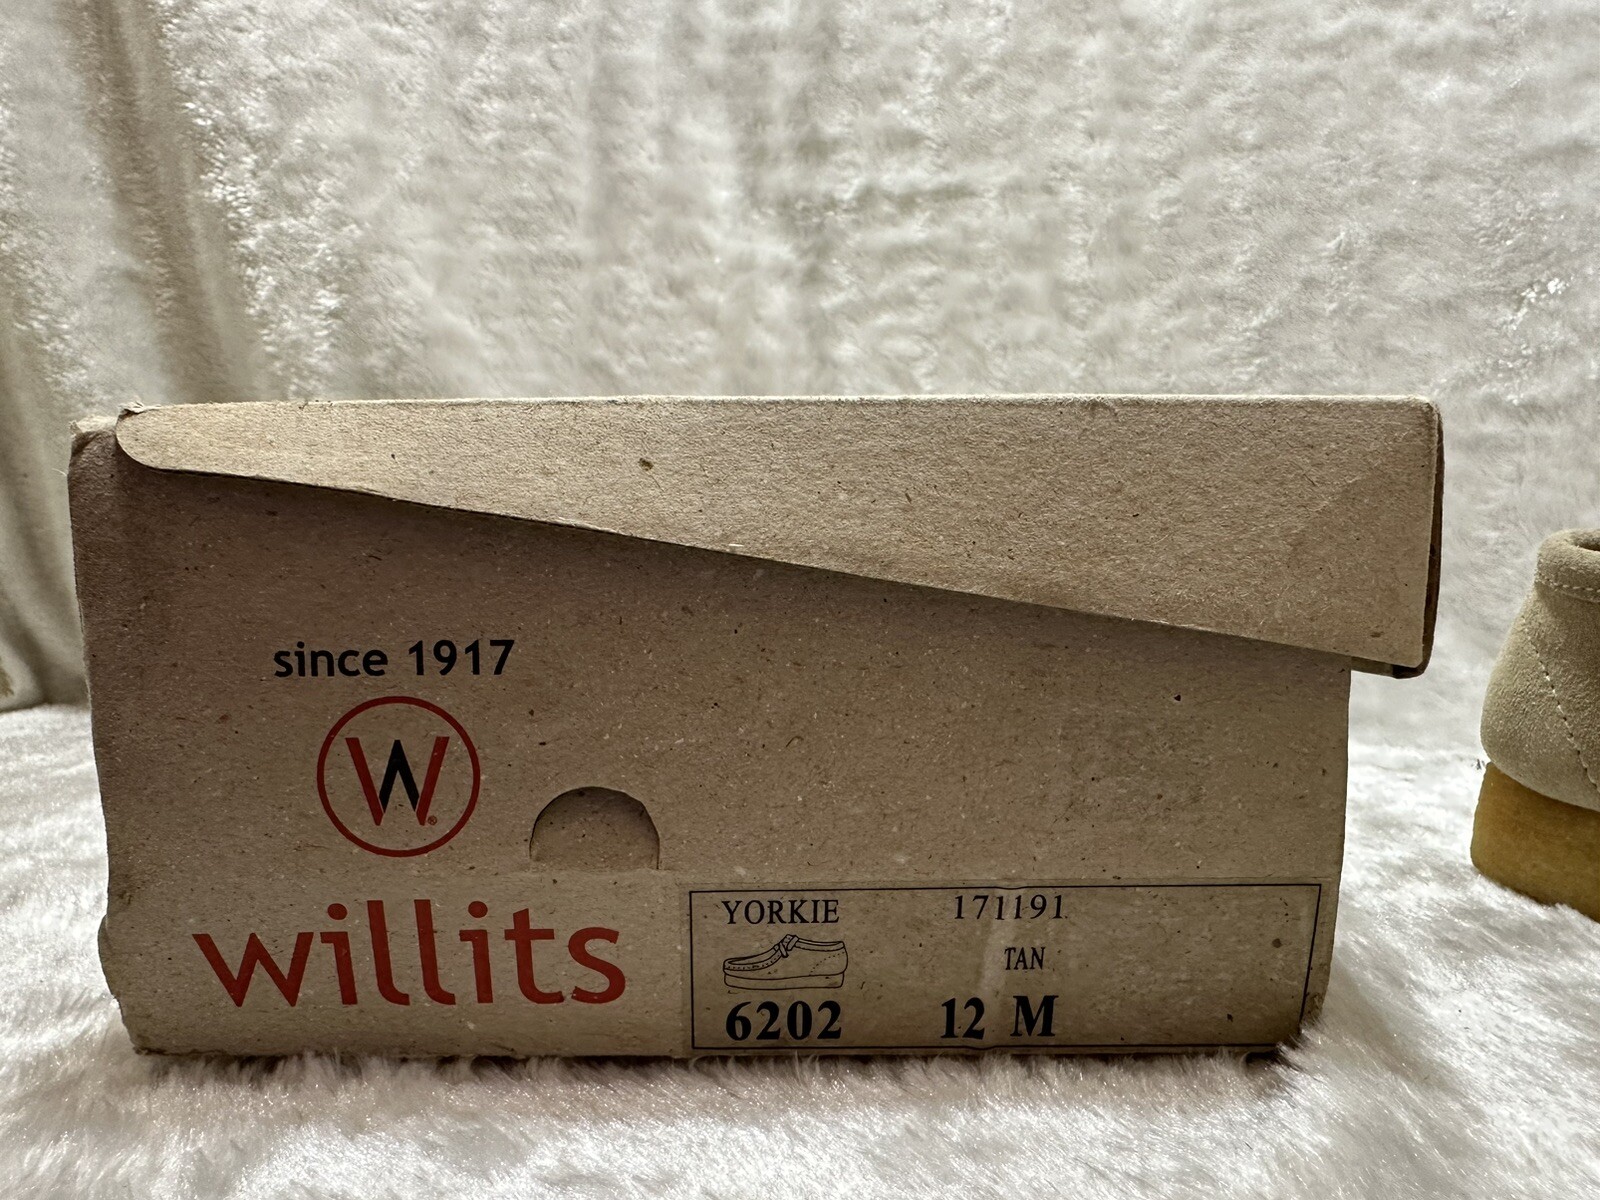 since 1917
W®
willits
YORKIE 171191
TAN
6202 12 M